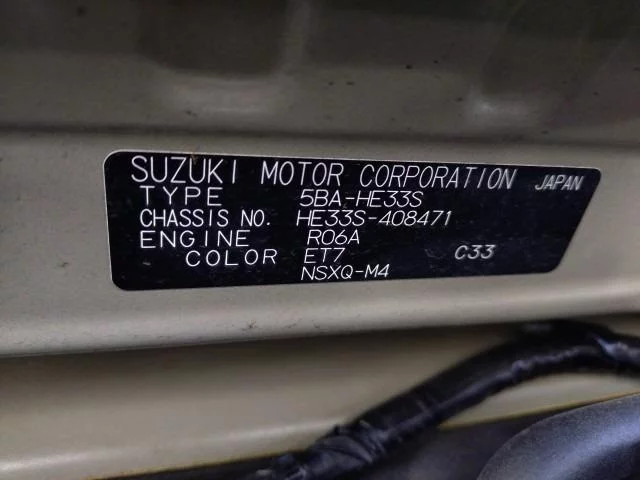 SUZUKI MOTOR CORPORATION JAPAN
TYPE 5BA-HE33S
CHASSIS NO. HE33S-408471
ENGINE R06A
COLOR ET7 C33
NSXQ-M4